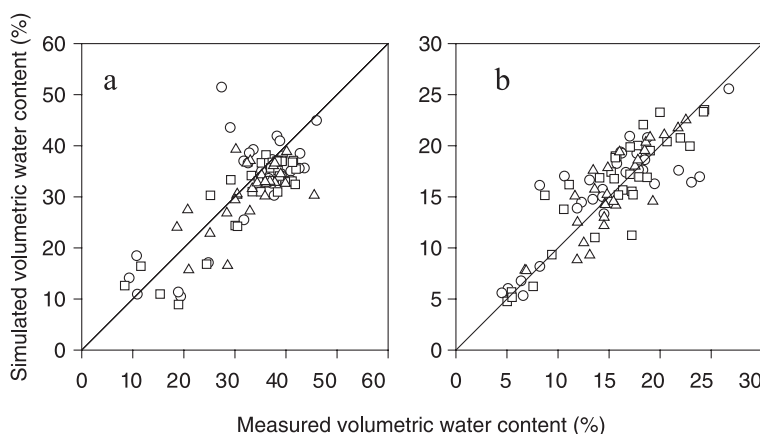 Simulated volumetric water content (%)
60
50
40
30
20
10
0
a
0 10 20 30 40 50 60
30
25
20
15
10
5
0
b
0 5 10 15 20 25 30
Measured volumetric water content (%)